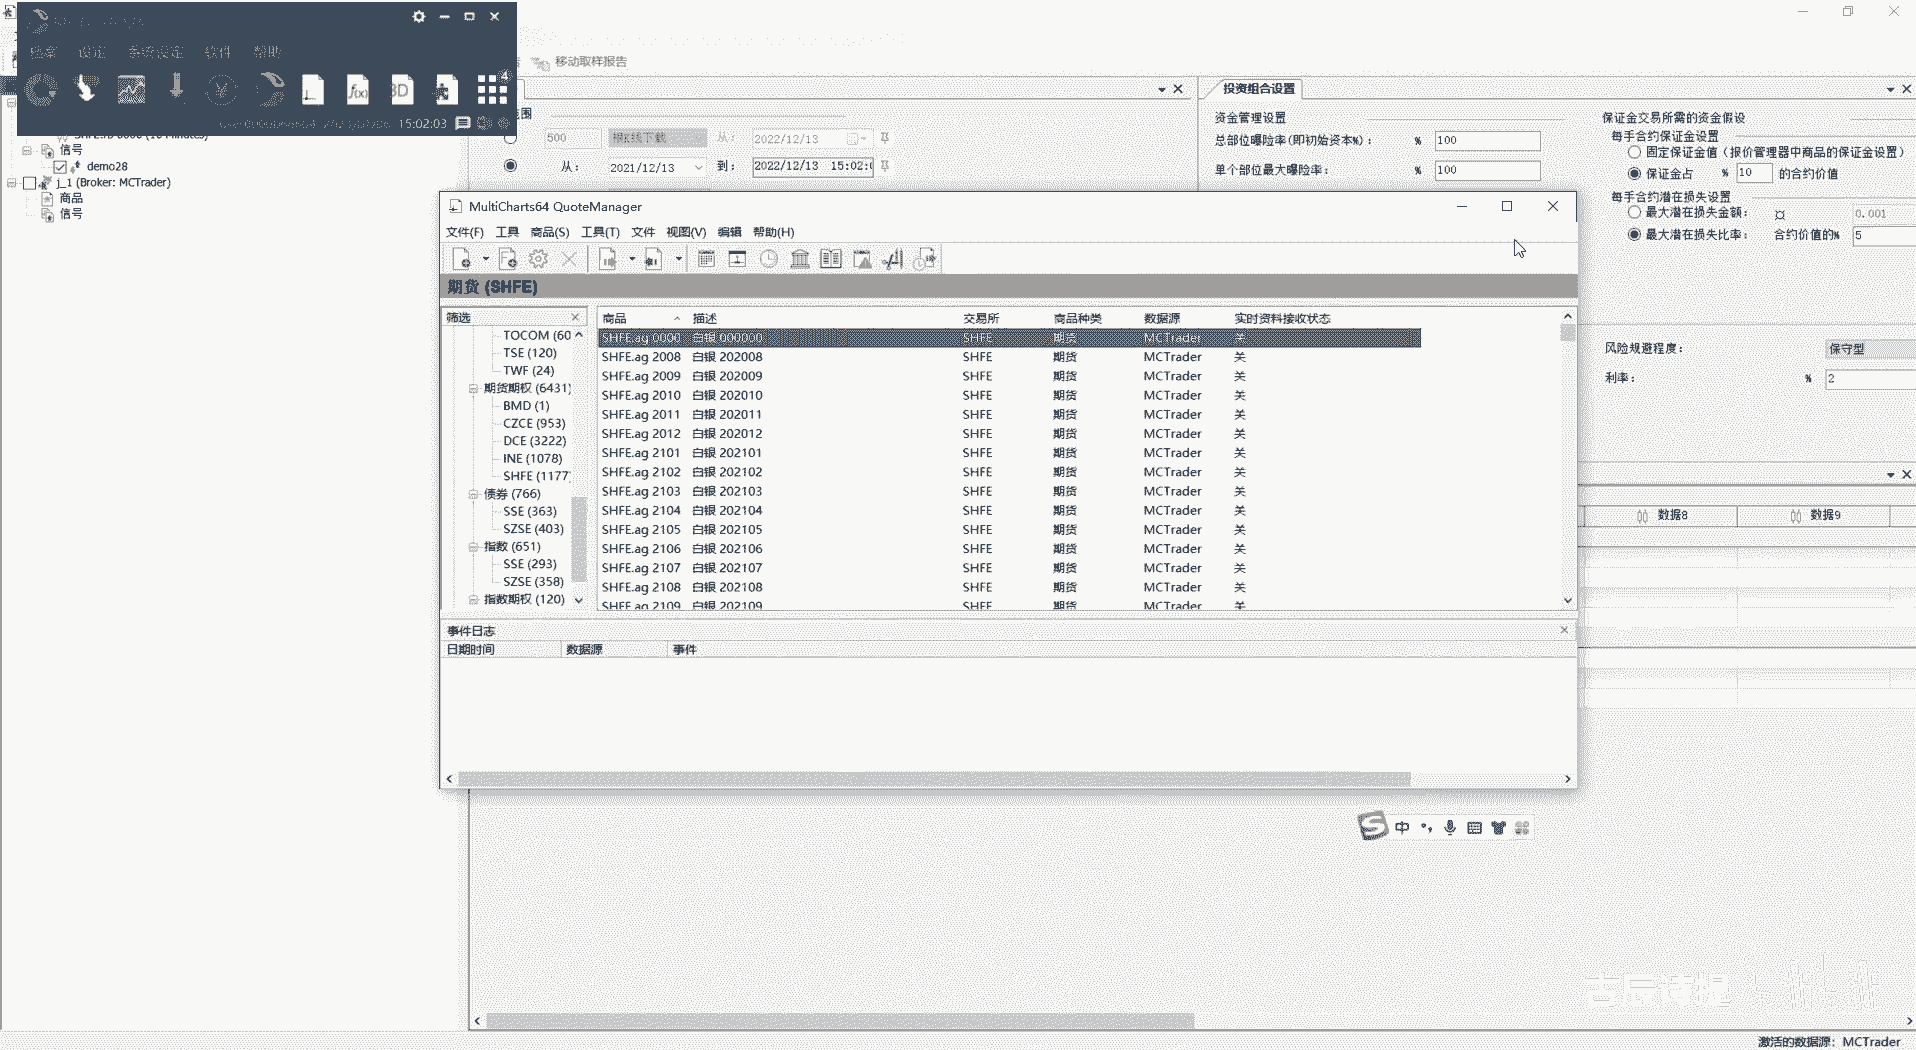 帮助
15:02:03
移动取样报告
信号
demo28
j_1 (Broker: MCTrader)
商品
信号
500
根K线下载
从:
2022/12/13
从:
2021/12/13
到:
2022/12/13 15:02:
投资组合设置
资金管理设置
总部位曝险率(即初始资本%):
%
100
单个部位最大曝险率:
%
100
保证金交易所需的资金假设
每手合约保证金设置
固定保证金值(报价管理器中商品的保证金设置)
保证金占 % 10 的合约价值
每手合约潜在损失设置
最大潜在损失金额: 0.001
最大潜在损失比率: 合约价值的% 5
风险规避程度: 保守型
利率: % 2
数据8
数据9
MultiCharts64 QuoteManager
文件(F) 工具 商品(S) 工具(T) 文件 视图(V) 编辑 帮助(H)
期货 (SHFE)
筛选
TOCOM (60
TSE (120)
TWF (24)
期货期权 (6431)
BMD (1)
CZCE (953)
DCE (3222)
INE (1078)
SHFE (1177)
债券 (766)
SSE (363)
SZSE (403)
指数 (651)
SSE (293)
SZSE (358)
指数期权 (120)
商品 描述 交易所 商品种类 数据源 实时资料接收状态
SHFE.ag 0000 白银 000000 SHFE 期货 MCTrader 关
SHFE.ag 2008 白银 202008 SHFE 期货 MCTrader 关
SHFE.ag 2009 白银 202009 SHFE 期货 MCTrader 关
SHFE.ag 2010 白银 202010 SHFE 期货 MCTrader 关
SHFE.ag 2011 白银 202011 SHFE 期货 MCTrader 关
SHFE.ag 2012 白银 202012 SHFE 期货 MCTrader 关
SHFE.ag 2101 白银 202101 SHFE 期货 MCTrader 关
SHFE.ag 2102 白银 202102 SHFE 期货 MCTrader 关
SHFE.ag 2103 白银 202103 SHFE 期货 MCTrader 关
SHFE.ag 2104 白银 202104 SHFE 期货 MCTrader 关
SHFE.ag 2105 白银 202105 SHFE 期货 MCTrader 关
SHFE.ag 2106 白银 202106 SHFE 期货 MCTrader 关
SHFE.ag 2107 白银 202107 SHFE 期货 MCTrader 关
SHFE.ag 2108 白银 202108 SHFE 期货 MCTrader 关
SHFE.ag 2109 白银 202109 SHFE 期货 MCTrader 关
事件日志
日期时间 数据源 事件
中
激活的数据源: MCTrader